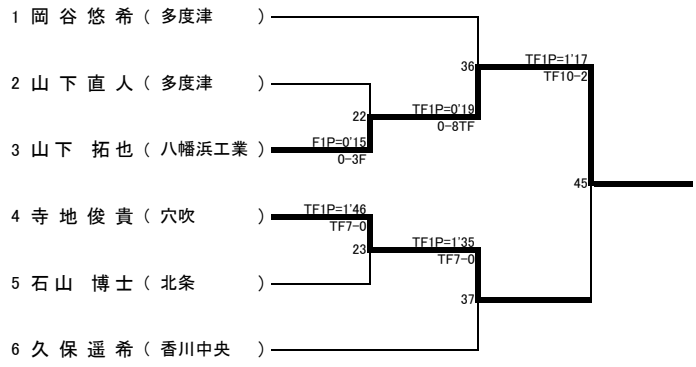 1 岡 谷 悠 希 ( 多度津 )
36 TF1P=1'17
TF10-2
2 山 下 直 人 ( 多度津 )
22 TF1P=0'19
0-8TF
3 山下 拓也 ( 八幡浜工業 ) F1P=0'15
0-3F
45
4 寺 地 俊 貴 ( 穴吹 ) TF1P=1'46
TF7-0
23 TF1P=1'35
TF7-0
5 石山 博士 ( 北条 )
37
6 久 保 遥 希 ( 香川中央 )